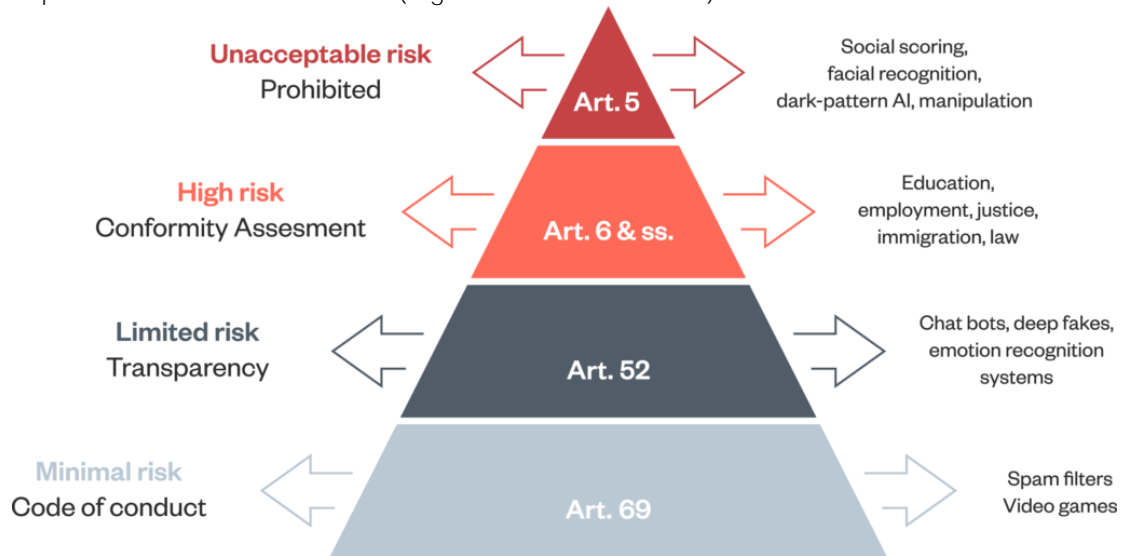 Unacceptable risk
Prohibited
Art. 5
Social scoring,
facial recognition,
dark-pattern AI, manipulation
High risk
Conformity Assesment
Art. 6 & ss.
Education,
employment, justice,
immigration, law
Limited risk
Transparency
Art. 52
Chat bots, deep fakes,
emotion recognition
systems
Minimal risk
Code of conduct
Art. 69
Spam filters
Video games